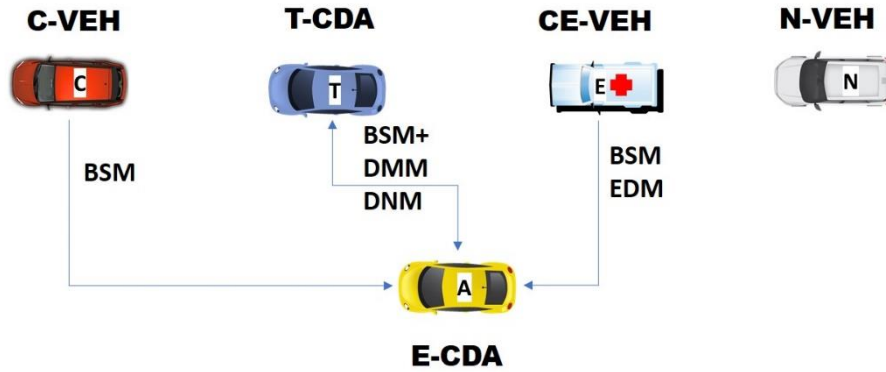 C-VEH
T-CDA
CE-VEH
N-VEH
C
T
E
N
BSM
BSM+
DMM
DNM
BSM
EDM
A
E-CDA